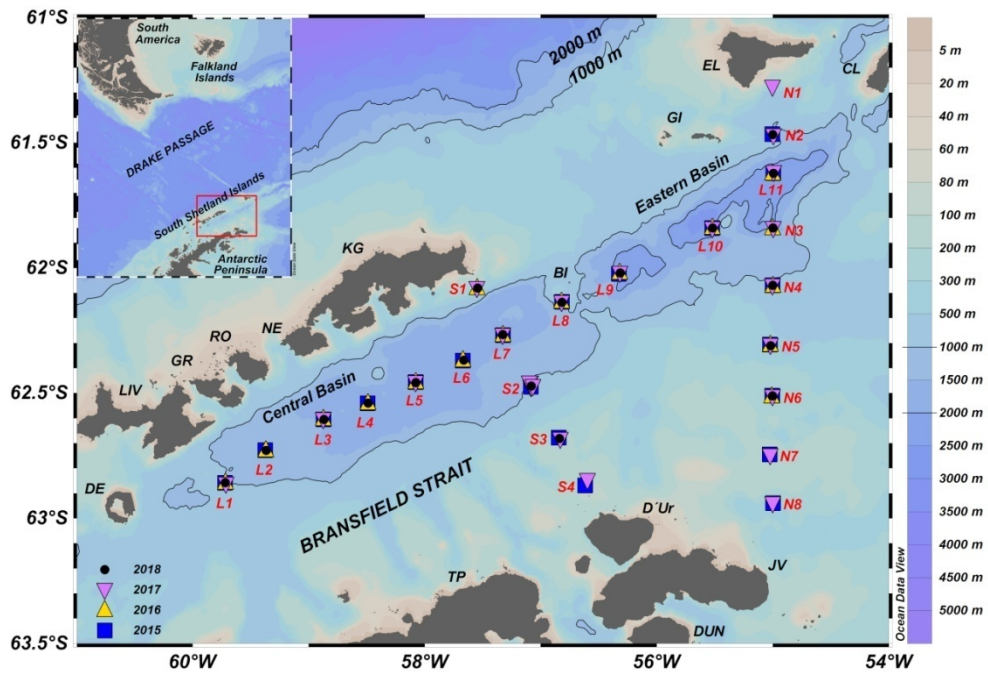 61°S
61.5°S
62°S
62.5°S
63°S
63.5°S
60°W
58°W
56°W
54°W
South
America
Falkland
Islands
DRAKE PASSAGE
South Shetland Islands
Antarctic
Peninsula
2000 m
1000 m
EL
CL
GI
Eastern Basin
KG
BI
NE
RO
GR
LIV
DE
Central Basin
BRANSFIELD STRAIT
TP
D´Ur
JV
DUN
N1
N2
L11
N3
L10
N4
L9
S1
L8
L7
N5
L6
L5
S2
N6
L4
L3
S3
N7
L2
S4
L1
N8
2018
2017
2016
2015
Ocean Data View
5 m
20 m
40 m
60 m
80 m
100 m
200 m
300 m
500 m
1000 m
1500 m
2000 m
2500 m
3000 m
3500 m
4000 m
4500 m
5000 m